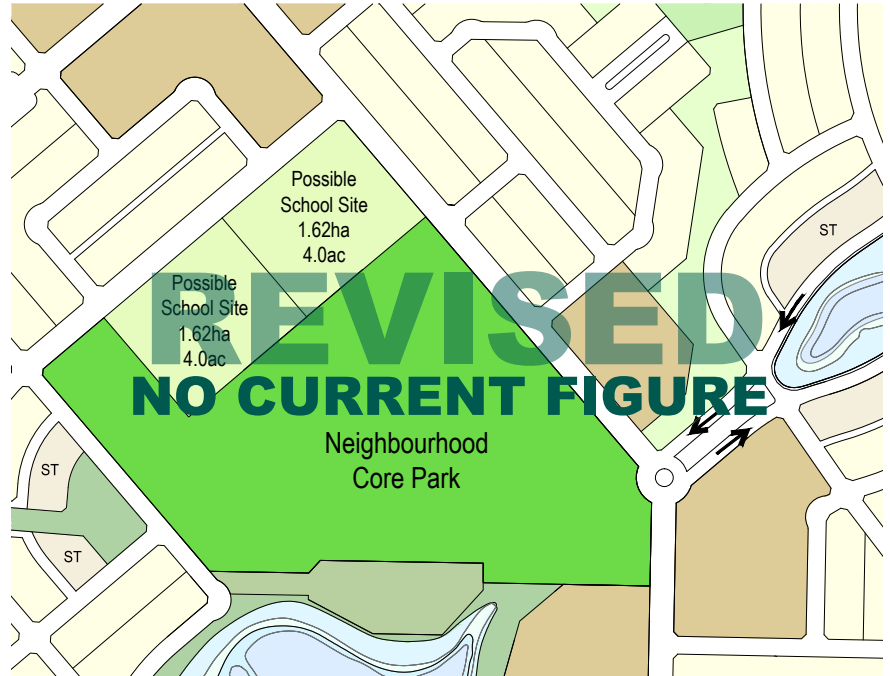 Possible
School Site
1.62ha
4.0ac
ST
Possible
School Site
1.62ha
4.0ac
REVISED
NO CURRENT FIGURE
Neighbourhood
Core Park
ST
ST